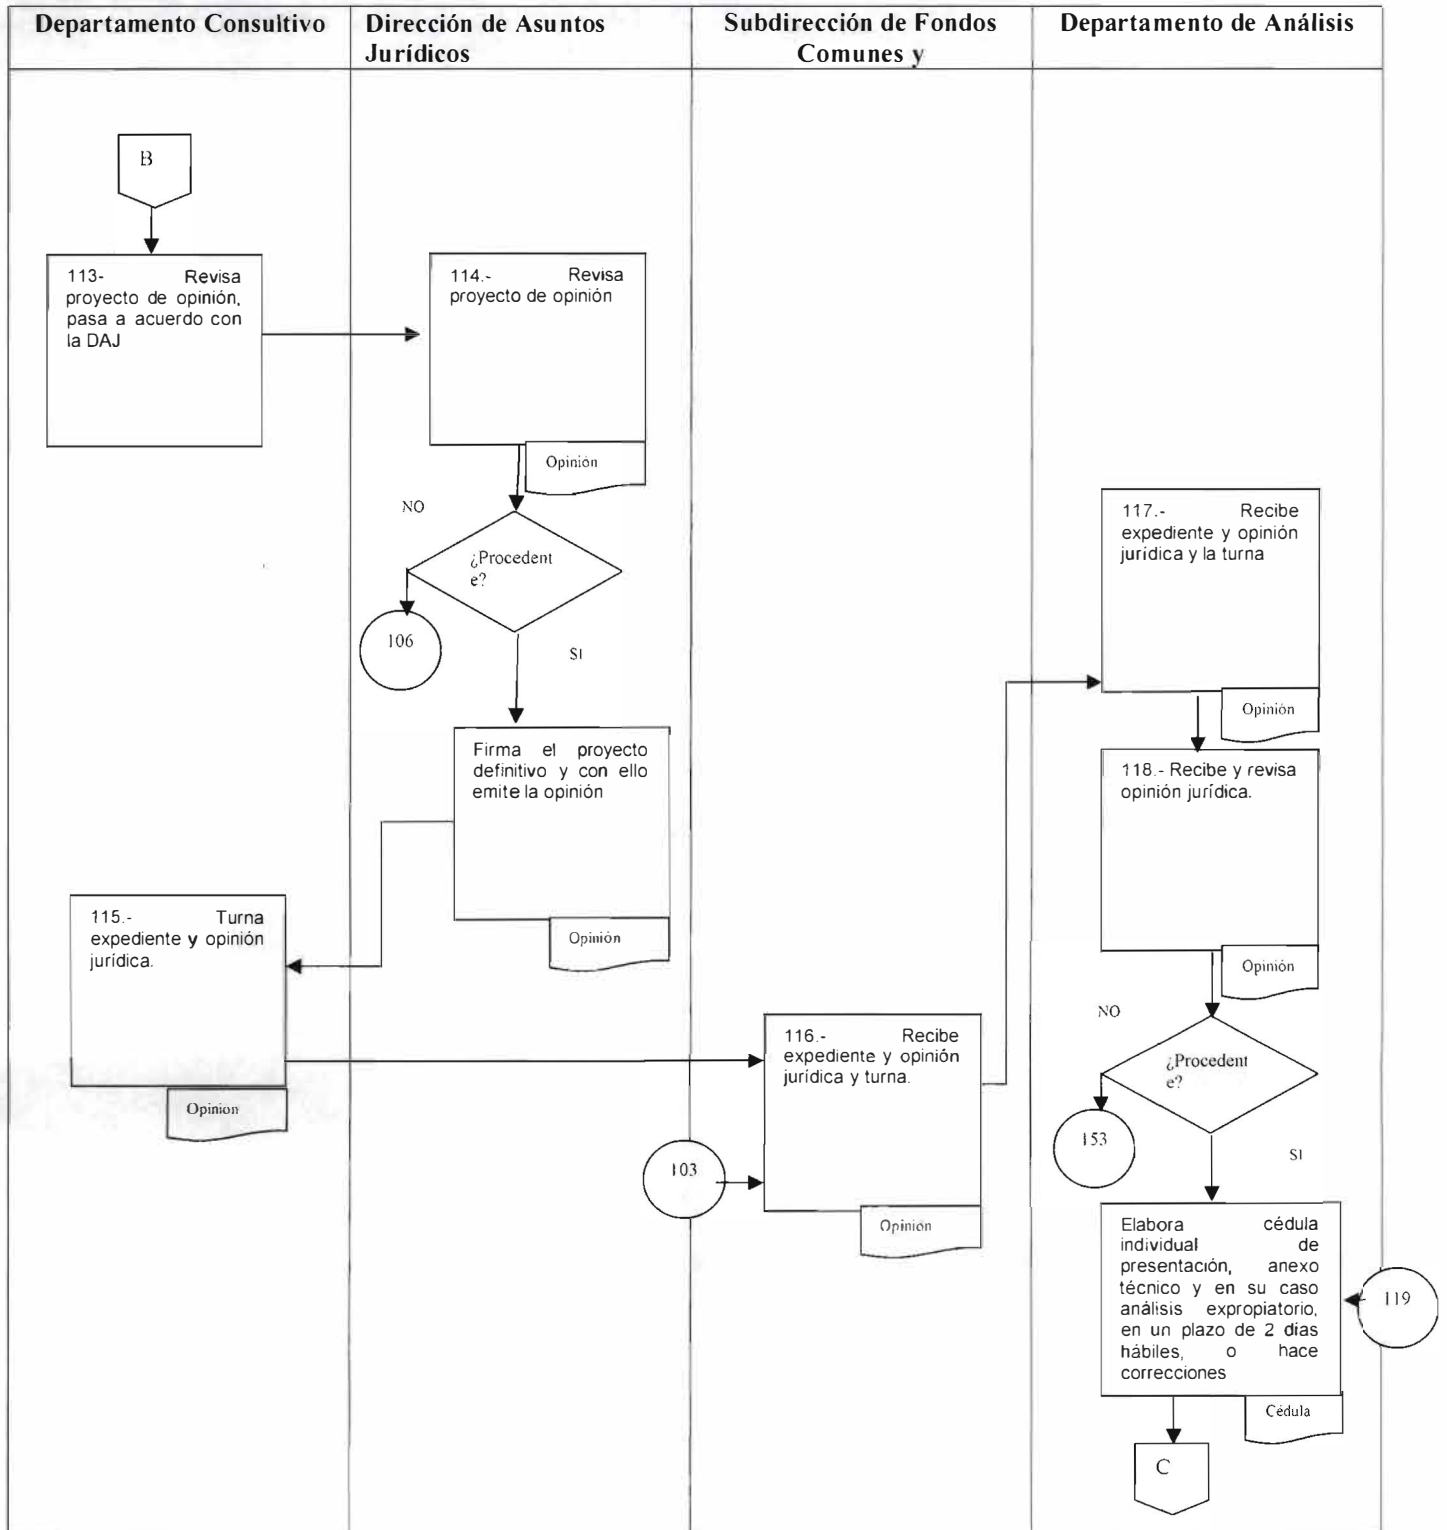 Departamento Consultivo
Dirección de Asuntos
Jurídicos
Subdirección de Fondos
Comunes y
Departamento de Análisis
B
113- Revisa
proyecto de opinión,
pasa a acuerdo con
la DAJ
114.- Revisa
proyecto de opinión
Opinión
NO
¿Procedent
e?
106
SI
Firma el proyecto
definitivo y con ello
emite la opinión
Opinión
115.- Turna
expediente y opinión
jurídica.
Opinion
116.- Recibe
expediente y opinión
jurídica y turna.
103
Opinión
117.- Recibe
expediente y opinión
jurídica y la turna
Opinión
118.- Recibe y revisa
opinión jurídica.
Opinión
NO
¿Procedent
e?
153
SI
Elabora cédula
individual de
presentación, anexo
técnico y en su caso
análisis expropiatorio,
en un plazo de 2 dias
hábiles, o hace
correcciones
119
Cédula
C